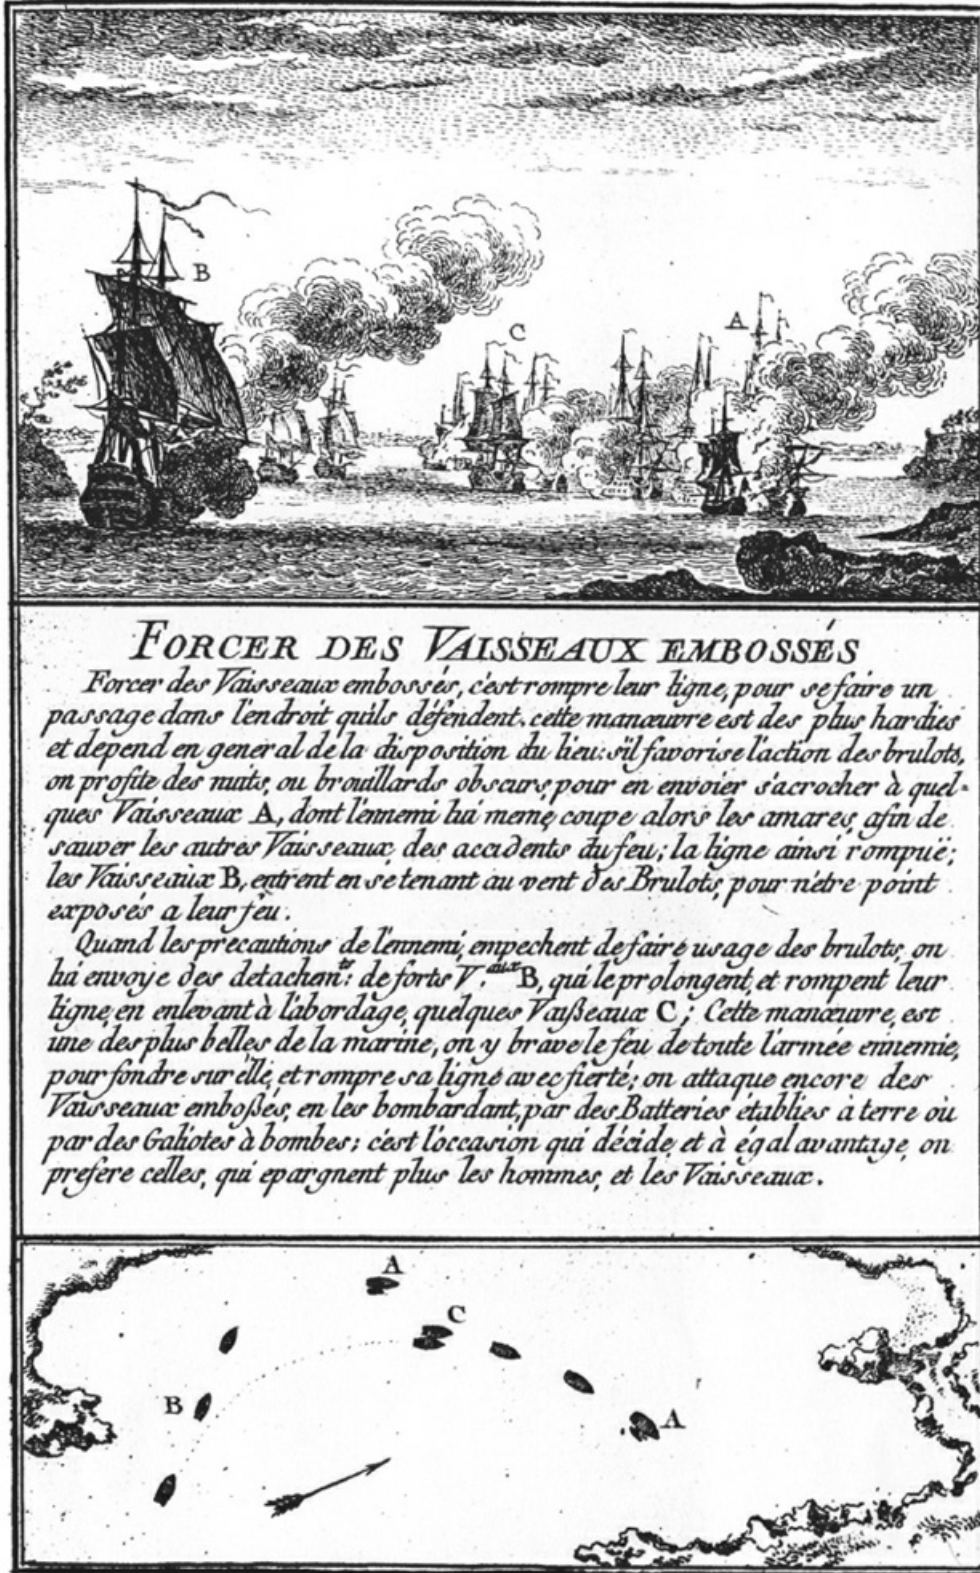 B
C
A
FORCER DES VAISSEAUX EMBOSSÉS
Forcer des Vaisseaux embossés, c'est rompre leur ligne, pour se faire un
passage dans l'endroit qu'ils défendent. cette manœuvre est des plus hardies
et depend en general de la disposition du lieu: s'il favorise l'action des brulots,
on profite des nuits, ou brouillards obscurs, pour en envoier s'acrocher à quel-
ques Vaisseaux A, dont l'ennemi lui meme, coupe alors les amares, afin de
sauver les autres Vaisseaux des accidents du feu; la ligne ainsi rompuë;
les Vaisseaux B, entrent en se tenant au vent des Brulots, pour n'être point
exposés a leur feu.
Quand les precautions de l'ennemi, empechent de faire usage des brulots, on
lui envoye des detachem.ts de forts V.aux B, qui le prolongent, et rompent leur
ligne, en enlevant à l'abordage, quelques Vaißeaux C; Cette manœuvre, est
une des plus belles de la marine, on y brave le feu de toute l'armée ennemie,
pour fondre sur ëlle, et rompre sa ligne avec fierté; on attaque encore des
Vaisseaux emboßés, en les bombardant, par des Batteries établies à terre où
par des Galiotes à bombes; c'est l'occasion qui décide, et à égal avantage, on
prefere celles, qui epargnent plus les hommes, et les Vaisseaux.
A
C
B
A